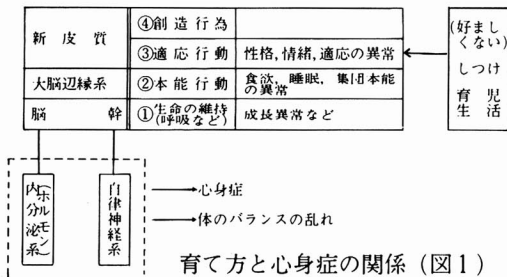 新皮質
④創造行為
③適応行動
性格,情緒,適応の異常
大脳辺縁系
②本能行動
食欲, 睡眠, 集団本能
の異常
脳幹
①生命の維持
(呼吸など)
成長異常など
(好まし
くない)
しつけ
育児
生活
内分泌系
(ホルモン)
自律神経系
心身症
体のバランスの乱れ
育て方と心身症の関係(図1)